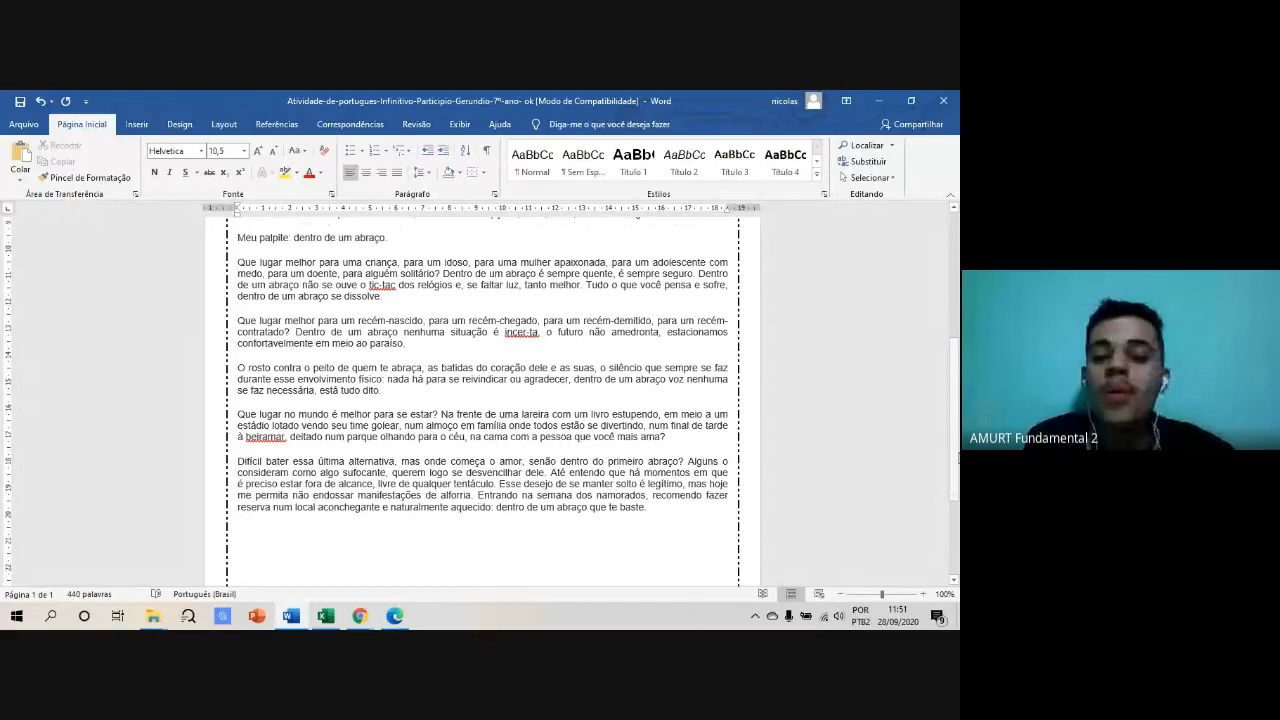 Atividade-de-portugues-Infinitivo-Participio-Gerundio-7º-ano- ok [Modo de Compatibilidade] - Word
nicolas
Arquivo Página Inicial Inserir Design Layout Referências Correspondências Revisão Exibir Ajuda Diga-me o que você deseja fazer Compartilhar
Colar
Recortar
Copiar
Pincel de Formatação
Área de Transferência
Helvetica 10,5
Fonte
Parágrafo
AaBbCc AaBbCc AaBb( AaBbCc AaBbCc AaBbCc
¶ Normal ¶ Sem Esp... Título 1 Título 2 Título 3 Título 4
Estilos
Localizar
Substituir
Selecionar
Editando
Meu palpite: dentro de um abraço.
Que lugar melhor para uma criança, para um idoso, para uma mulher apaixonada, para um adolescente com
medo, para um doente, para alguém solitário? Dentro de um abraço é sempre quente, é sempre seguro. Dentro
de um abraço não se ouve o tic-tac dos relógios e, se faltar luz, tanto melhor. Tudo o que você pensa e sofre,
dentro de um abraço se dissolve.
Que lugar melhor para um recém-nascido, para um recém-chegado, para um recém-demitido, para um recém-
contratado? Dentro de um abraço nenhuma situação é incer-ta, o futuro não amedronta, estacionamos
confortavelmente em meio ao paraíso.
O rosto contra o peito de quem te abraça, as batidas do coração dele e as suas, o silêncio que sempre se faz
durante esse envolvimento físico: nada há para se reivindicar ou agradecer, dentro de um abraço voz nenhuma
se faz necessária, está tudo dito.
Que lugar no mundo é melhor para se estar? Na frente de uma lareira com um livro estupendo, em meio a um
estádio lotado vendo seu time golear, num almoço em família onde todos estão se divertindo, num final de tarde
à beiramar, deitado num parque olhando para o céu, na cama com a pessoa que você mais ama?
Difícil bater essa última alternativa, mas onde começa o amor, senão dentro do primeiro abraço? Alguns o
consideram como algo sufocante, querem logo se desvencilhar dele. Até entendo que há momentos em que
é preciso estar fora de alcance, livre de qualquer tentáculo. Esse desejo de se manter solto é legítimo, mas hoje
me permita não endossar manifestações de alforria. Entrando na semana dos namorados, recomendo fazer
reserva num local aconchegante e naturalmente aquecido: dentro de um abraço que te baste.
Página 1 de 1 440 palavras Português (Brasil) 100%
POR
PTB2
11:51
28/09/2020
9
AMURT Fundamental 2